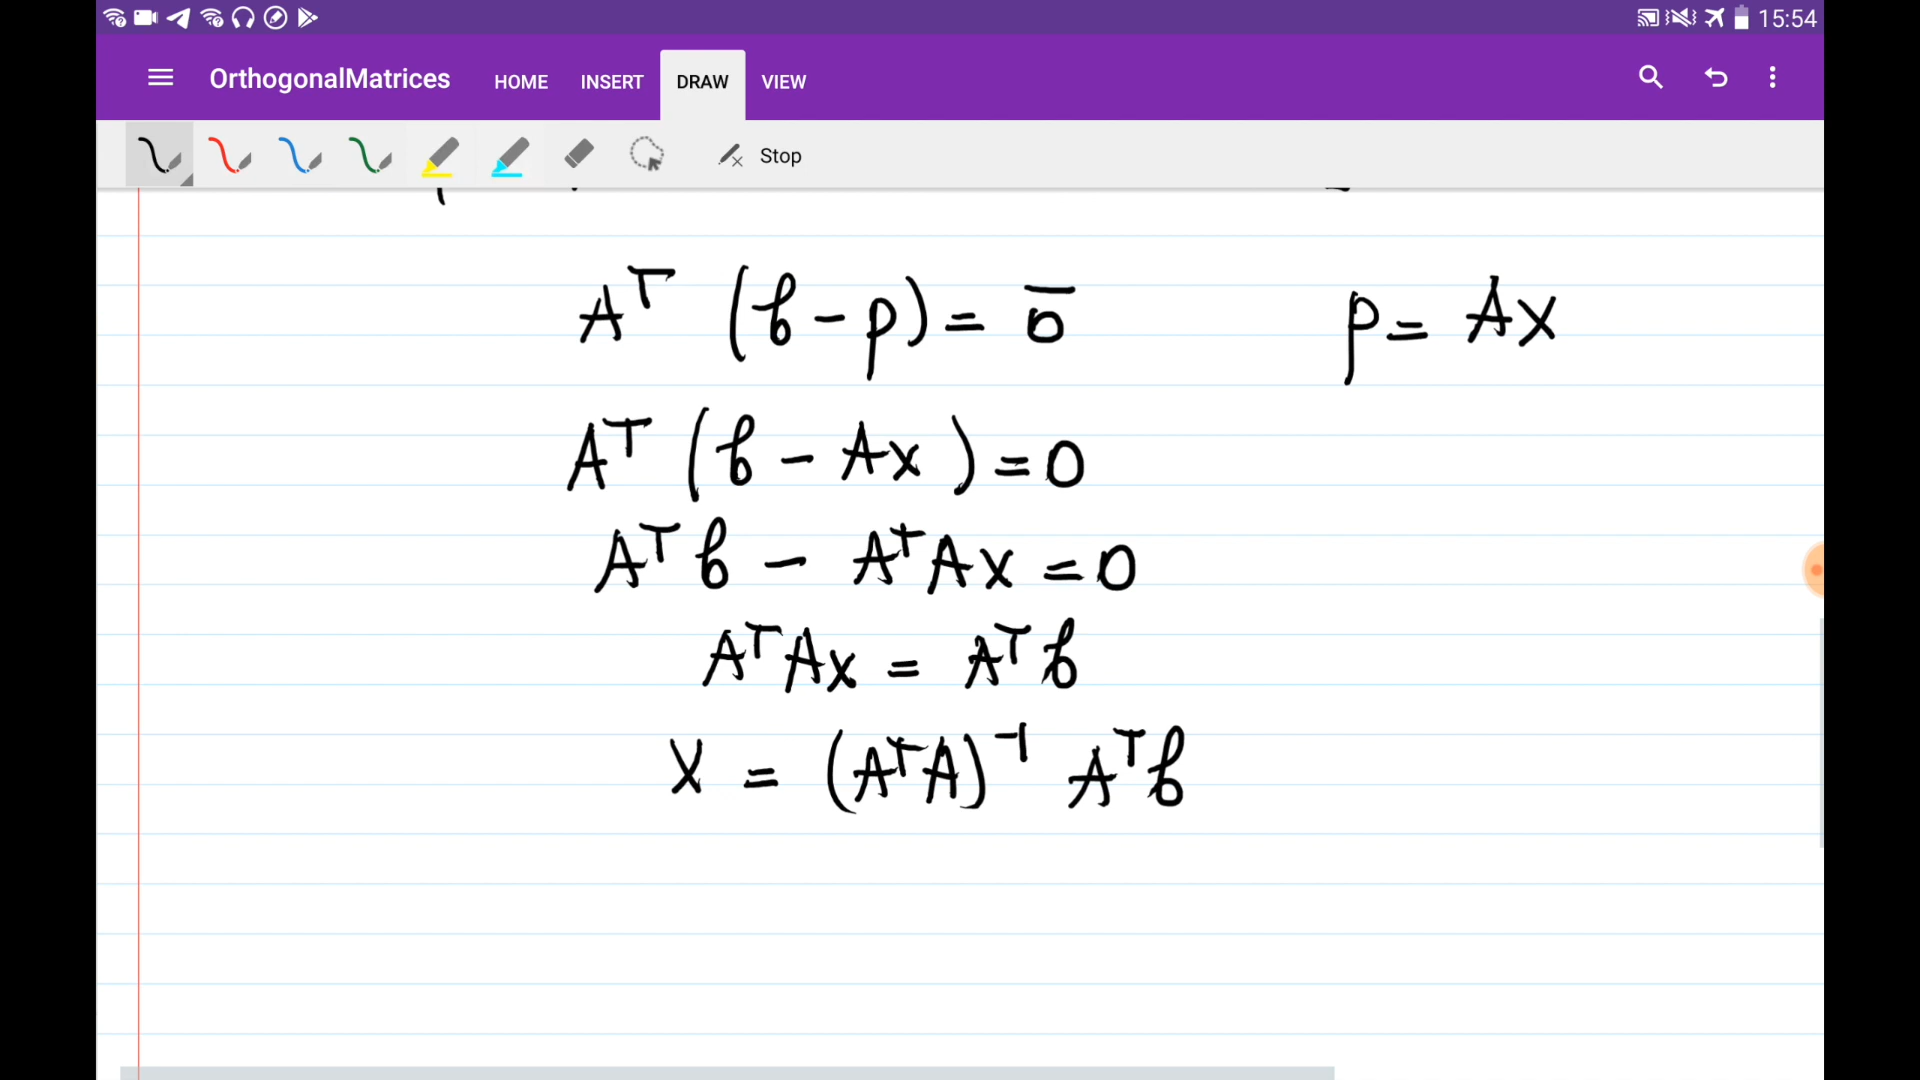 15:54
OrthogonalMatrices HOME INSERT DRAW VIEW
Stop
Aᵀ (b - p) = 0̅ p = Ax
Aᵀ (b - Ax) = 0
Aᵀb - AᵀAx = 0
AᵀAx = Aᵀb
x = (AᵀA)⁻¹ Aᵀb